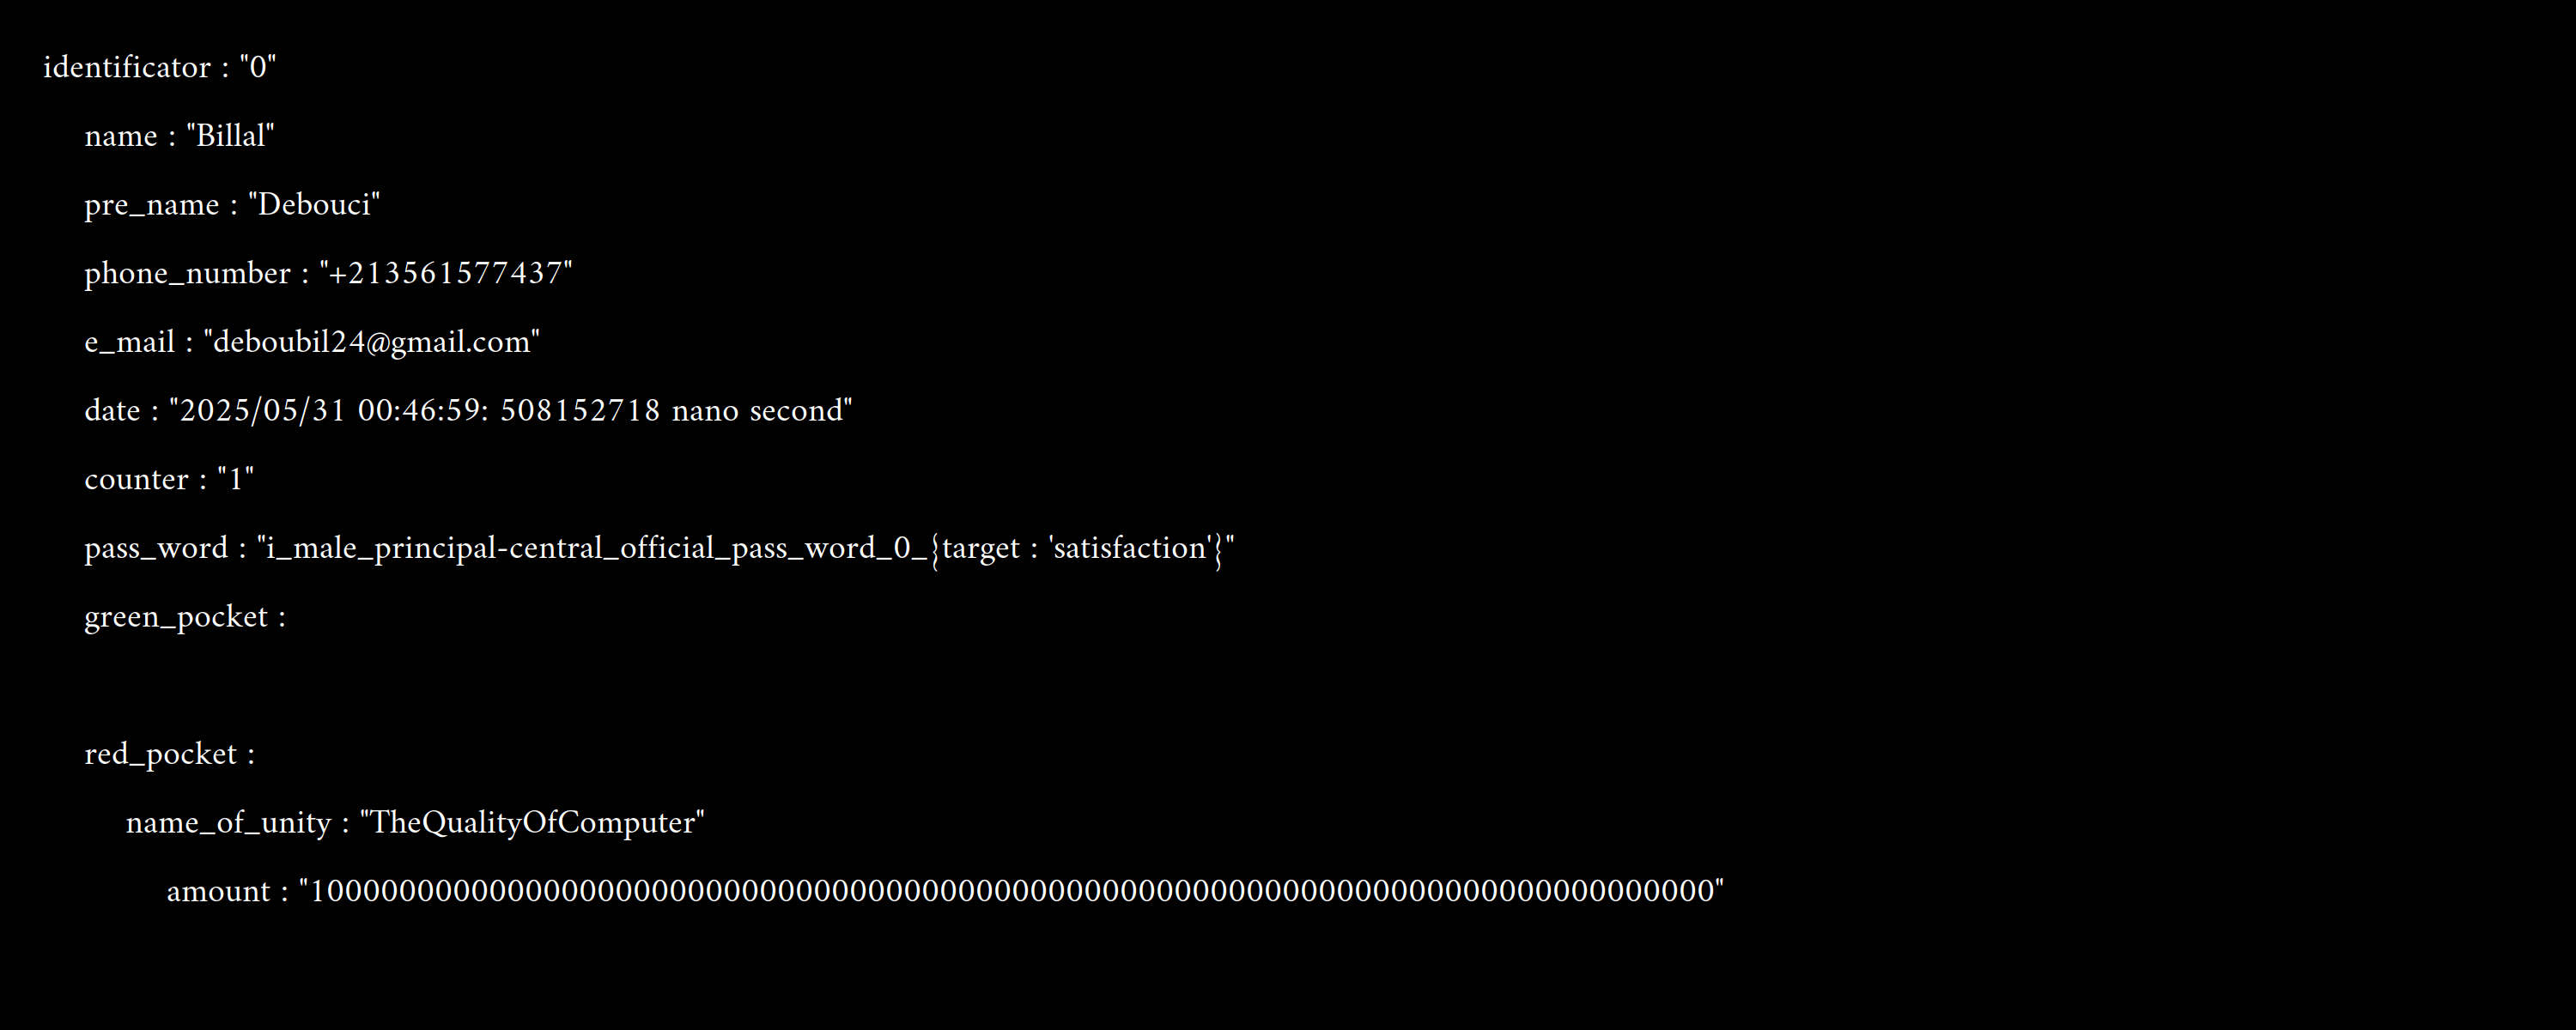 identificator : "0"
name : "Billal"
pre_name : "Debouci"
phone_number : "+213561577437"
e_mail : "deboubil24@gmail.com"
date : "2025/05/31 00:46:59: 508152718 nano second"
counter : "1"
pass_word : "i_male_principal-central_official_pass_word_0_{target : 'satisfaction'}"
green_pocket :
red_pocket :
name_of_unity : "TheQualityOfComputer"
amount : "100000000000000000000000000000000000000000000000000000000000000000000000000000"